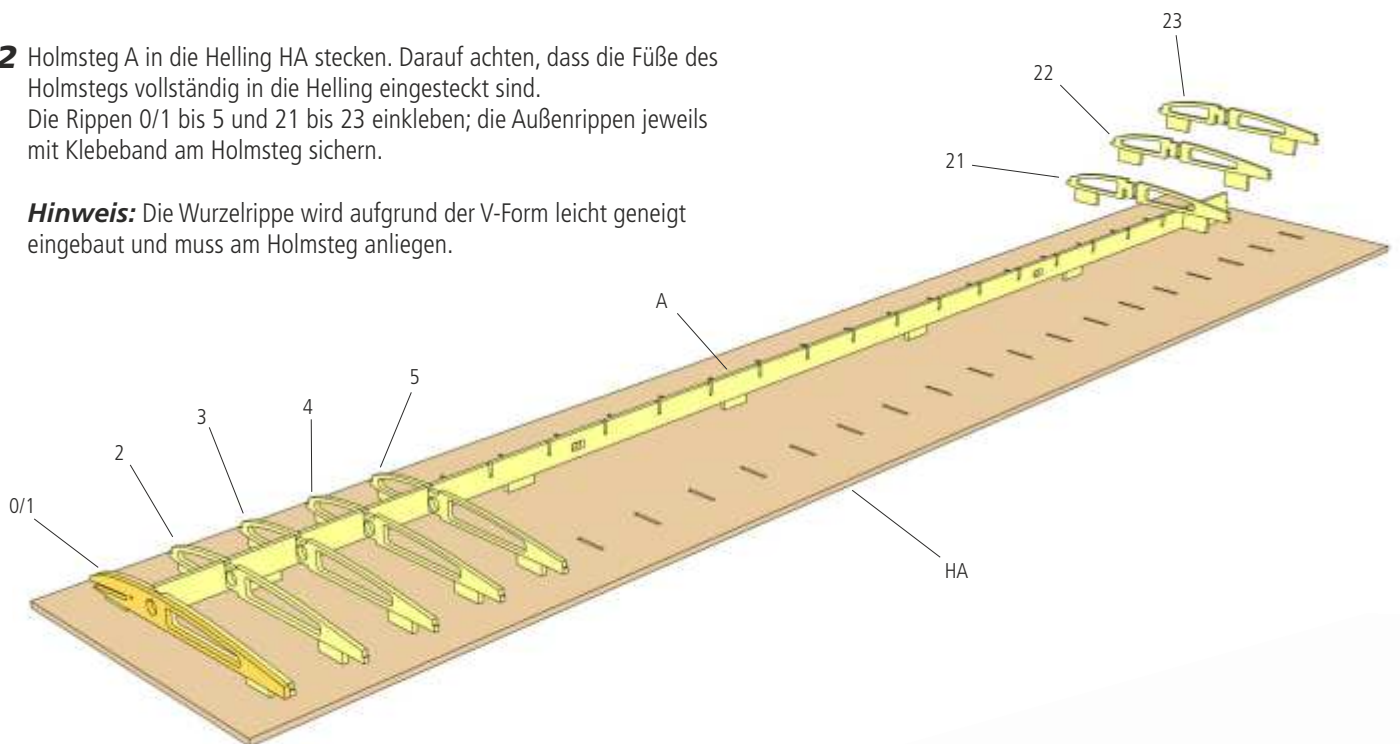 2 Holmsteg A in die Helling HA stecken. Darauf achten, dass die Füße des
Holmstegs vollständig in die Helling eingesteckt sind.
Die Rippen 0/1 bis 5 und 21 bis 23 einkleben; die Außenrippen jeweils
mit Klebeband am Holmsteg sichern.
Hinweis: Die Wurzelrippe wird aufgrund der V-Form leicht geneigt
eingebaut und muss am Holmsteg anliegen.
23
22
21
A
5
4
3
2
0/1
HA